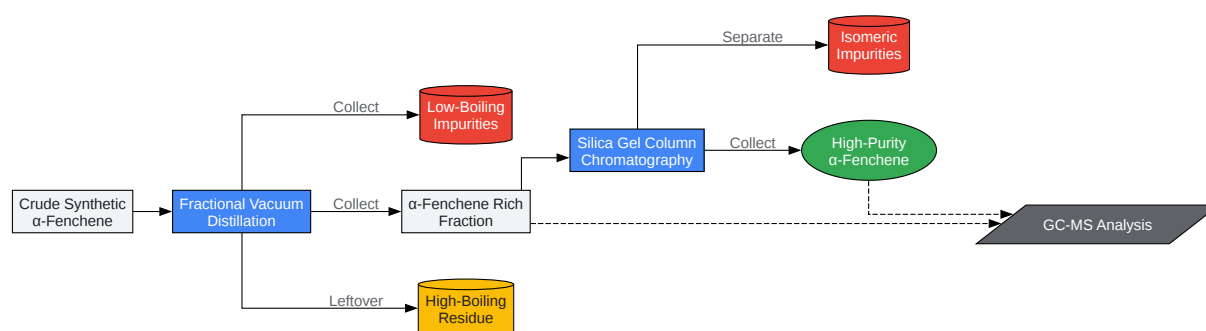 Separate
Isomeric
Impurities
Collect
Low-Boiling
Impurities
Silica Gel Column
Chromatography
Collect
High-Purity
α-Fenchene
Crude Synthetic
α-Fenchene
Fractional Vacuum
Distillation
Collect
α-Fenchene Rich
Fraction
GC-MS Analysis
Leftover
High-Boiling
Residue